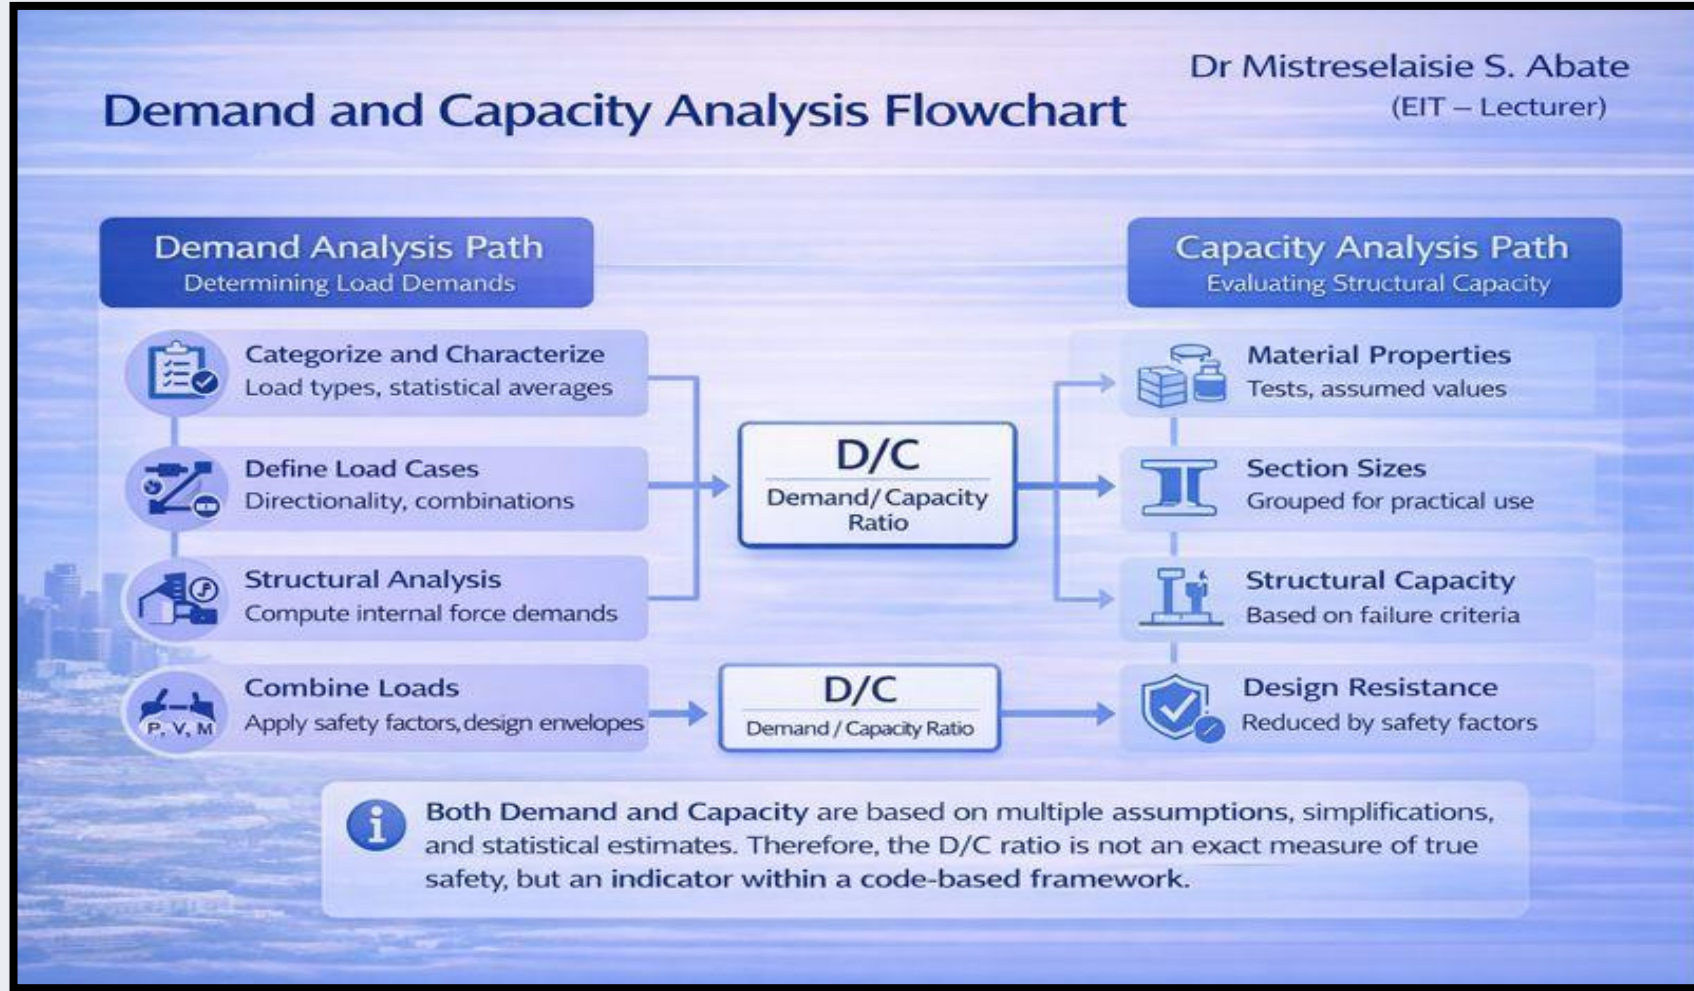 Dr Mistreselaisie S. Abate
(EIT – Lecturer)
Demand and Capacity Analysis Flowchart
Demand Analysis Path
Determining Load Demands
Categorize and Characterize
Load types, statistical averages
Define Load Cases
Directionality, combinations
Structural Analysis
Compute internal force demands
Combine Loads
Apply safety factors, design envelopes
P, V, M
D/C
Demand/Capacity
Ratio
D/C
Demand / Capacity Ratio
Capacity Analysis Path
Evaluating Structural Capacity
Material Properties
Tests, assumed values
Section Sizes
Grouped for practical use
Structural Capacity
Based on failure criteria
Design Resistance
Reduced by safety factors
i
Both Demand and Capacity are based on multiple assumptions, simplifications,
and statistical estimates. Therefore, the D/C ratio is not an exact measure of true
safety, but an indicator within a code-based framework.